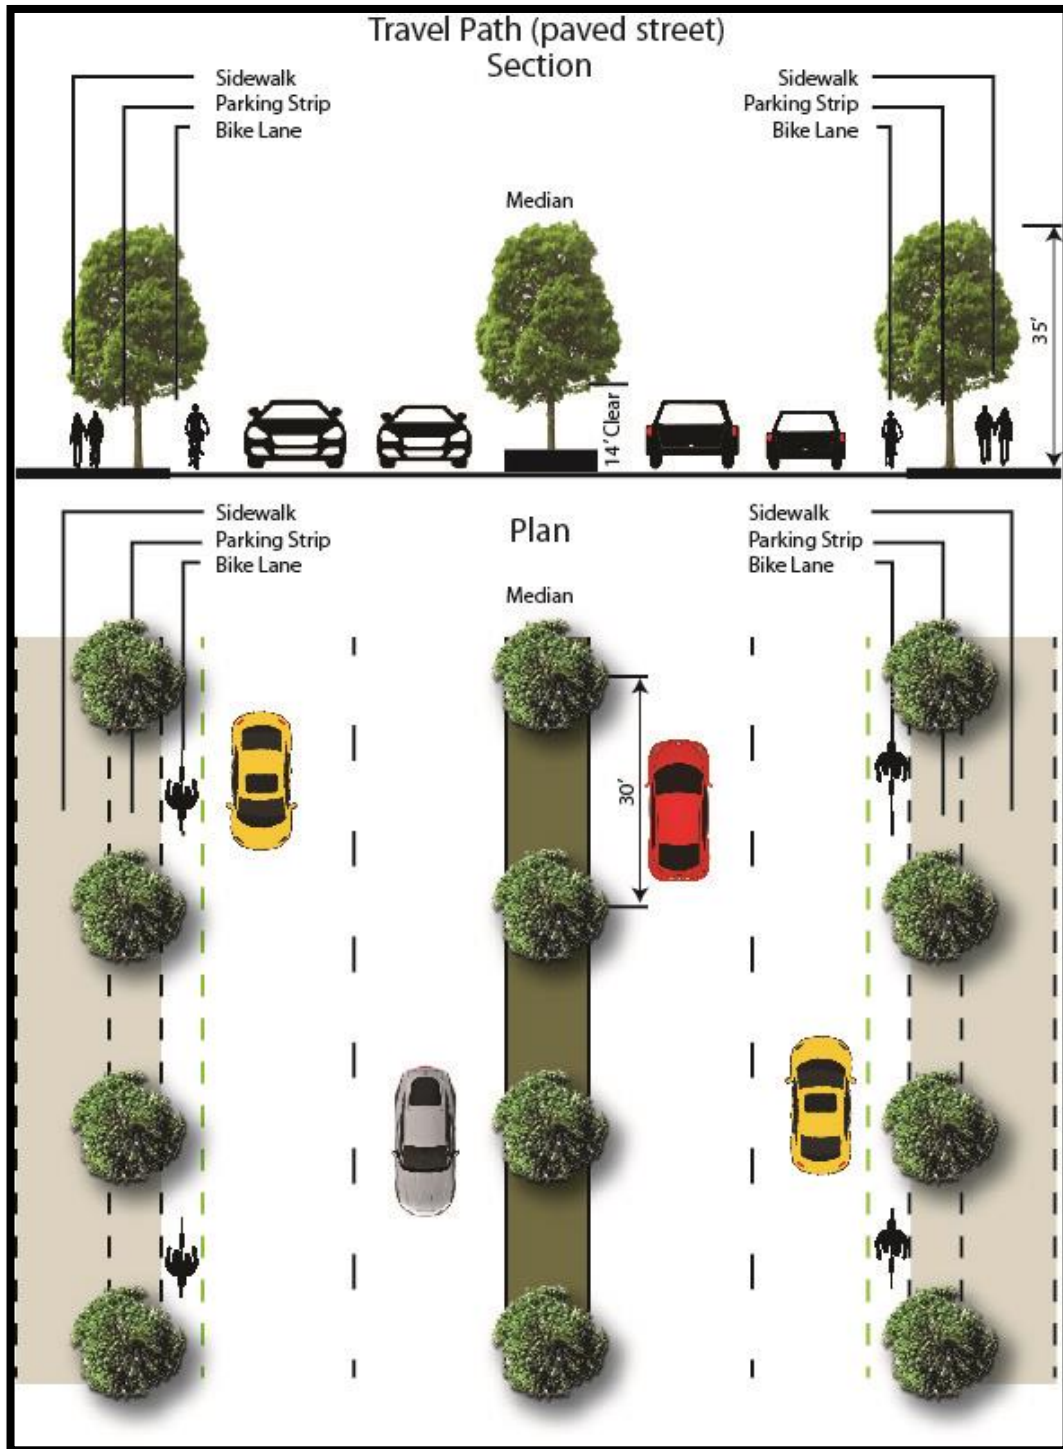 Travel Path (paved street)
Section
Sidewalk
Parking Strip
Bike Lane
Sidewalk
Parking Strip
Bike Lane
Median
35'
14' Clear
Sidewalk
Parking Strip
Bike Lane
Plan
Sidewalk
Parking Strip
Bike Lane
Median
30'